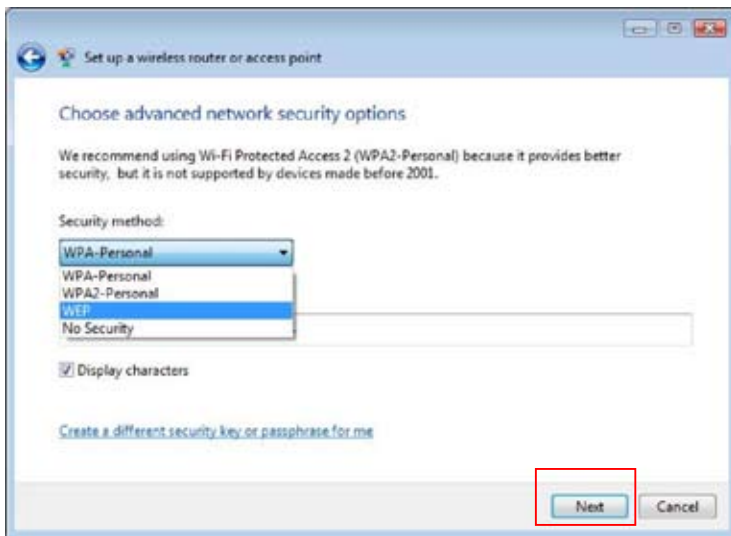 Set up a wireless router or access point
Choose advanced network security options
We recommend using Wi-Fi Protected Access 2 (WPA2-Personal) because it provides better
security, but it is not supported by devices made before 2001.
Security method:
WPA-Personal
WPA-Personal
WPA2-Personal
WEP
No Security
Display characters
Create a different security key or passphrase for me
Next
Cancel